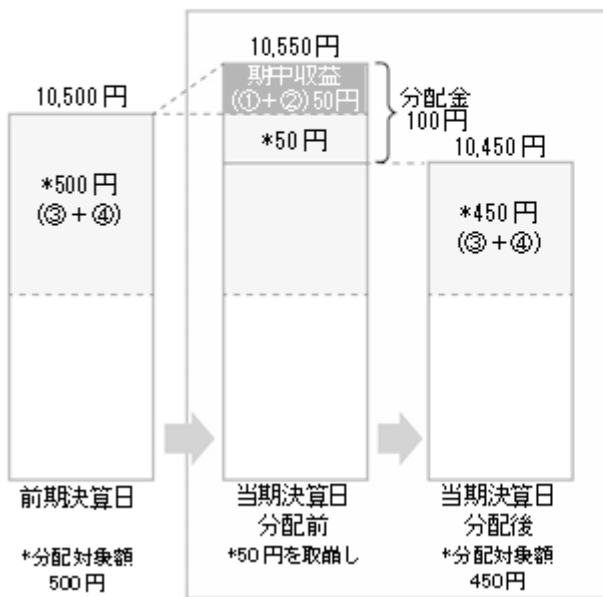 10,500円
*500円
(③+④)
前期決算日
*分配対象額
500円
10,550円
期中収益
(①+②)50円
*50円
分配金
100円
当期決算日
分配前
*50円を取崩し
10,450円
*450円
(③+④)
当期決算日
分配後
*分配対象額
450円